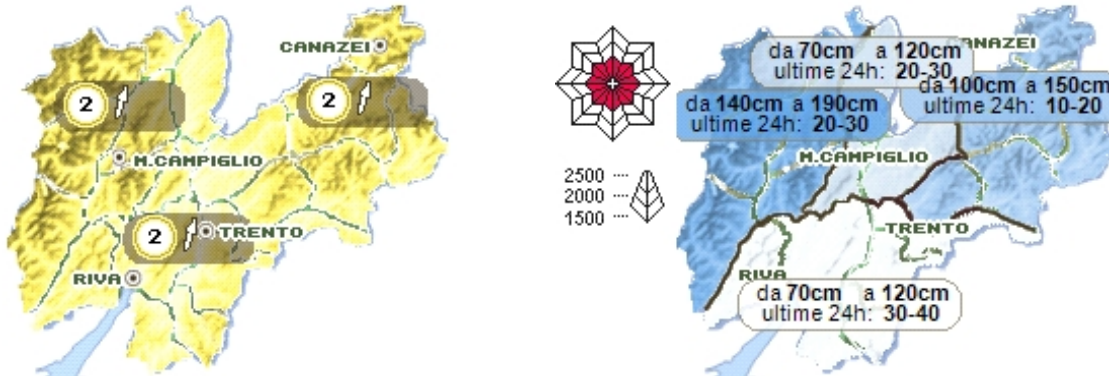 CANAZEI
2
2
M.CAMPIGLIO
2
TRENTO
RIVA
da 70cm a 120cm
ultime 24h: 20-30
ANAZEI
da 100cm a 150cm
10-20
da 140cm a 190cm
ultime 24h: 20-30
M.CAMPIGLIO
2500
2000
1500
TRENTO
RIVA
da 70cm a 120cm
ultime 24h: 30-40